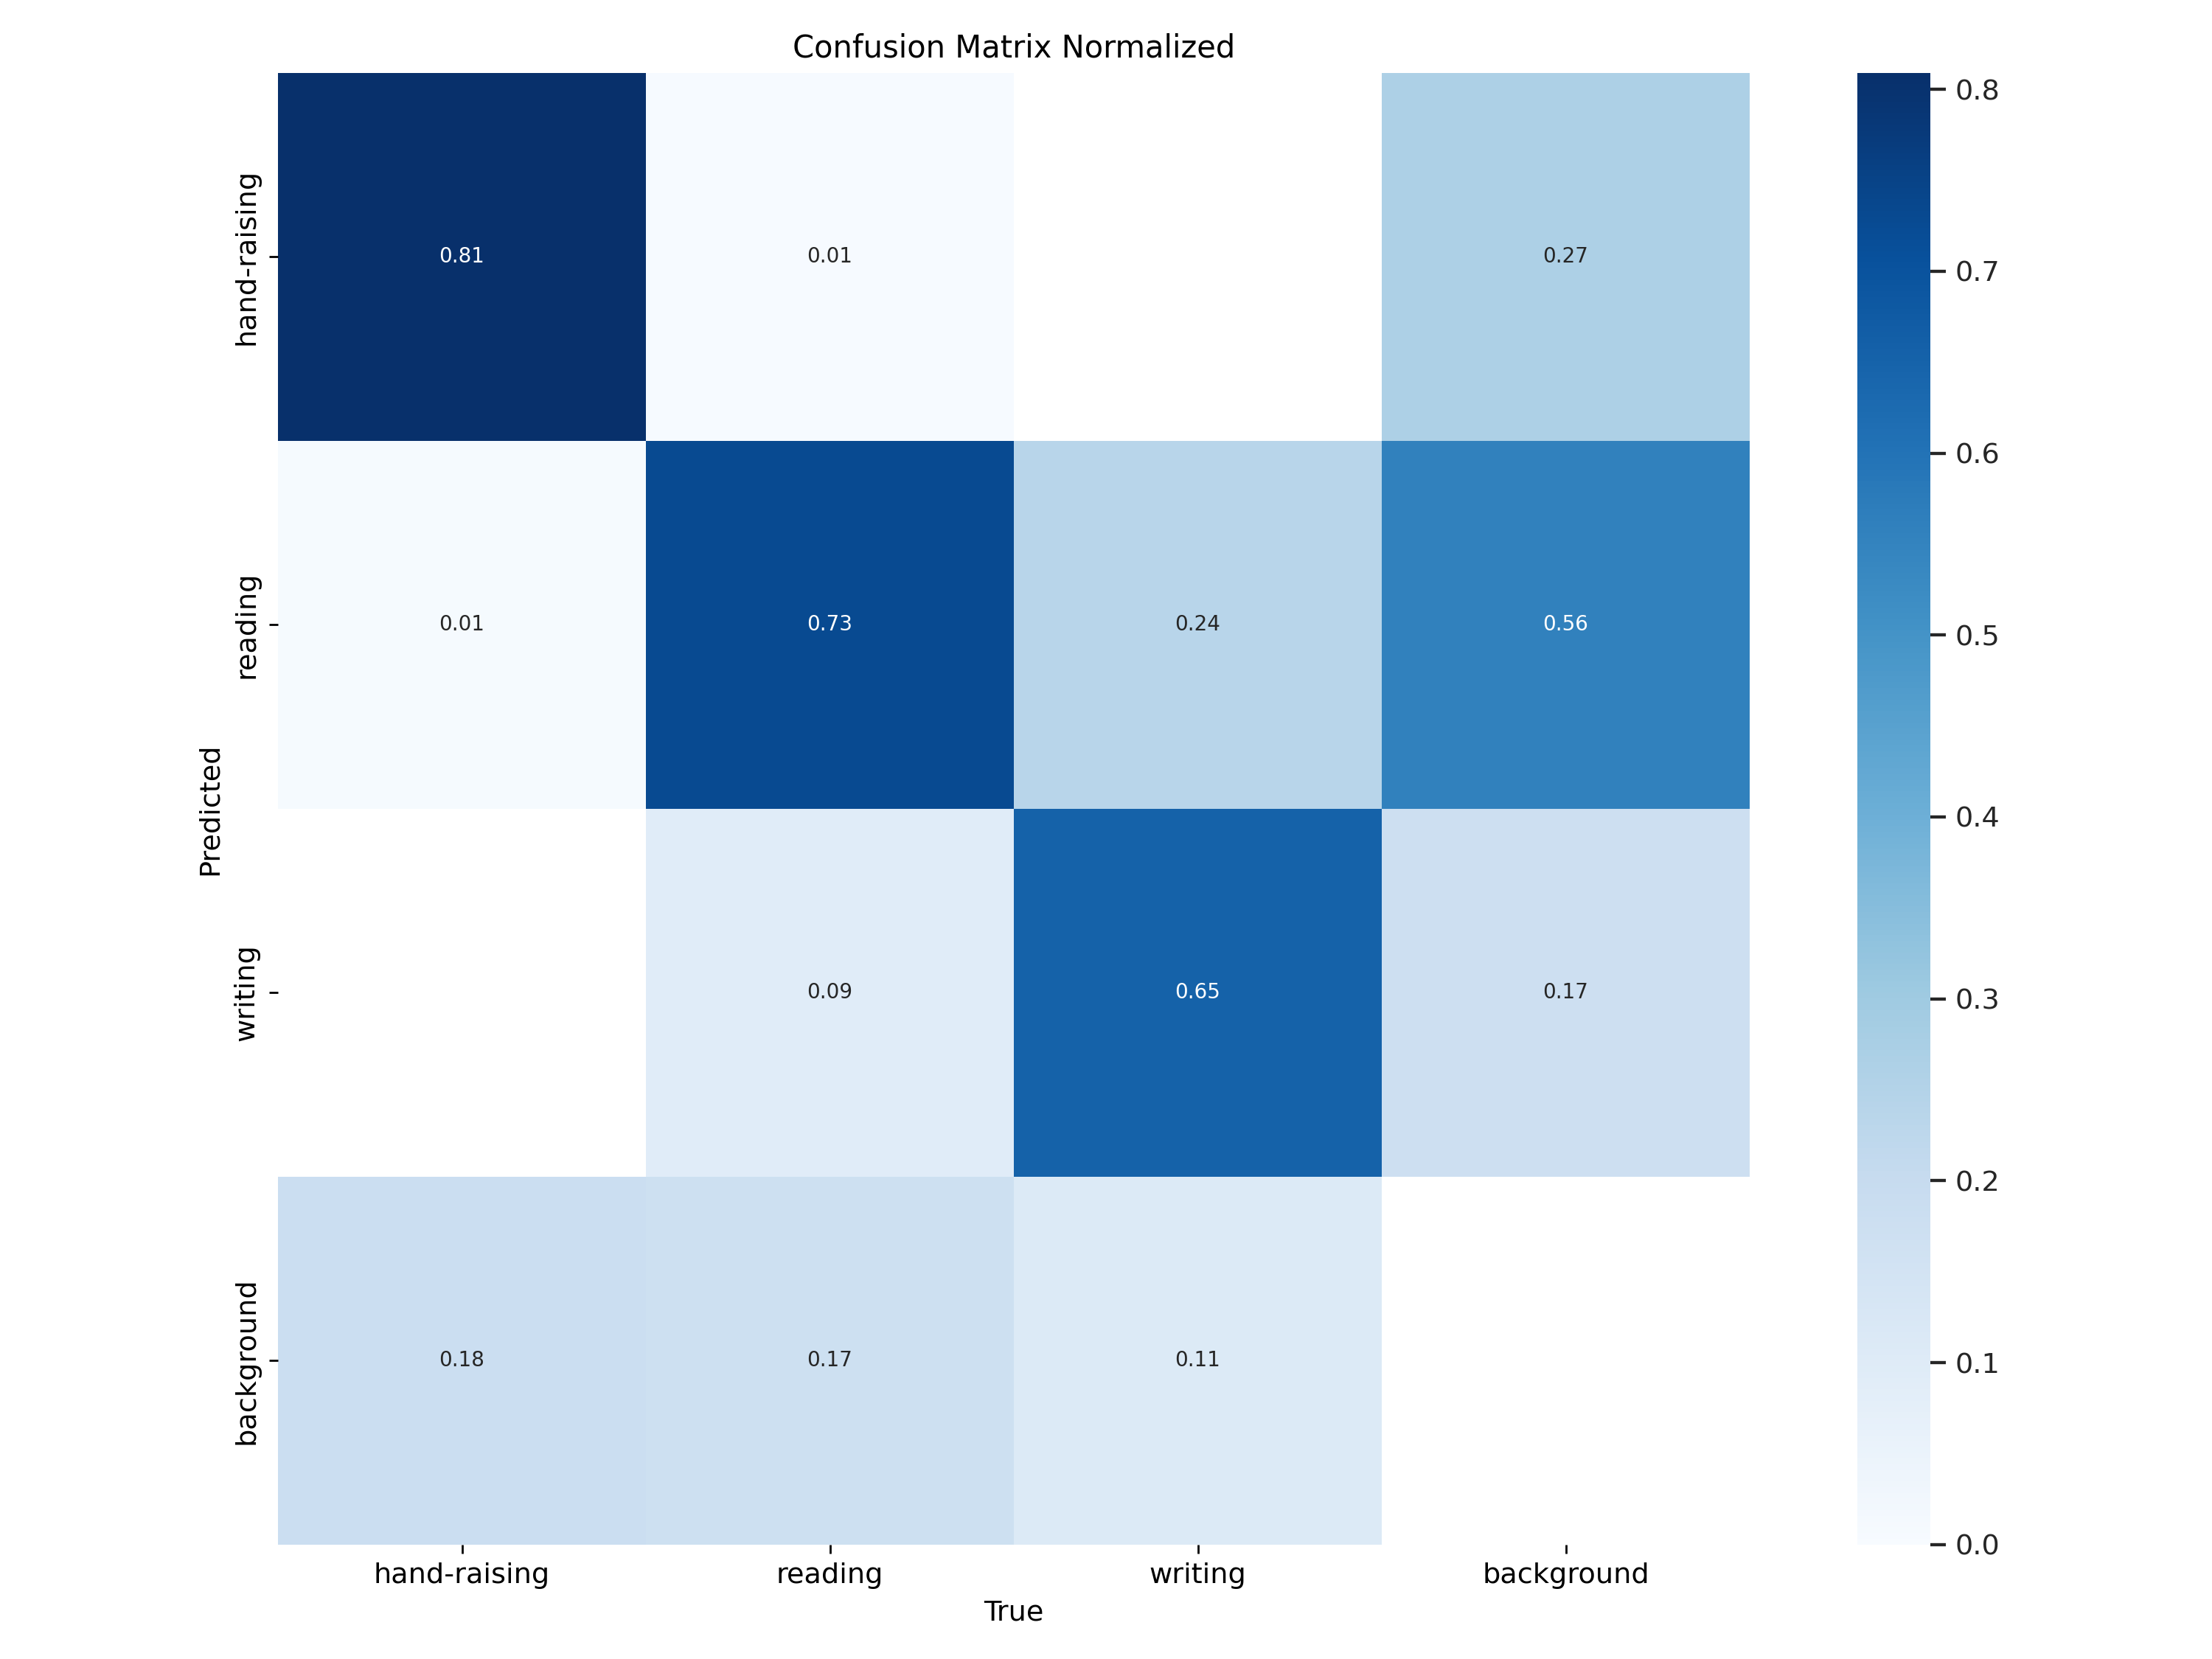 Confusion Matrix Normalized
hand-raising
0.81
0.01
0.27
reading
0.01
0.73
0.24
0.56
writing
0.09
0.65
0.17
background
0.18
0.17
0.11
Predicted
hand-raising
reading
writing
background
True
0.8
0.7
0.6
0.5
0.4
0.3
0.2
0.1
0.0